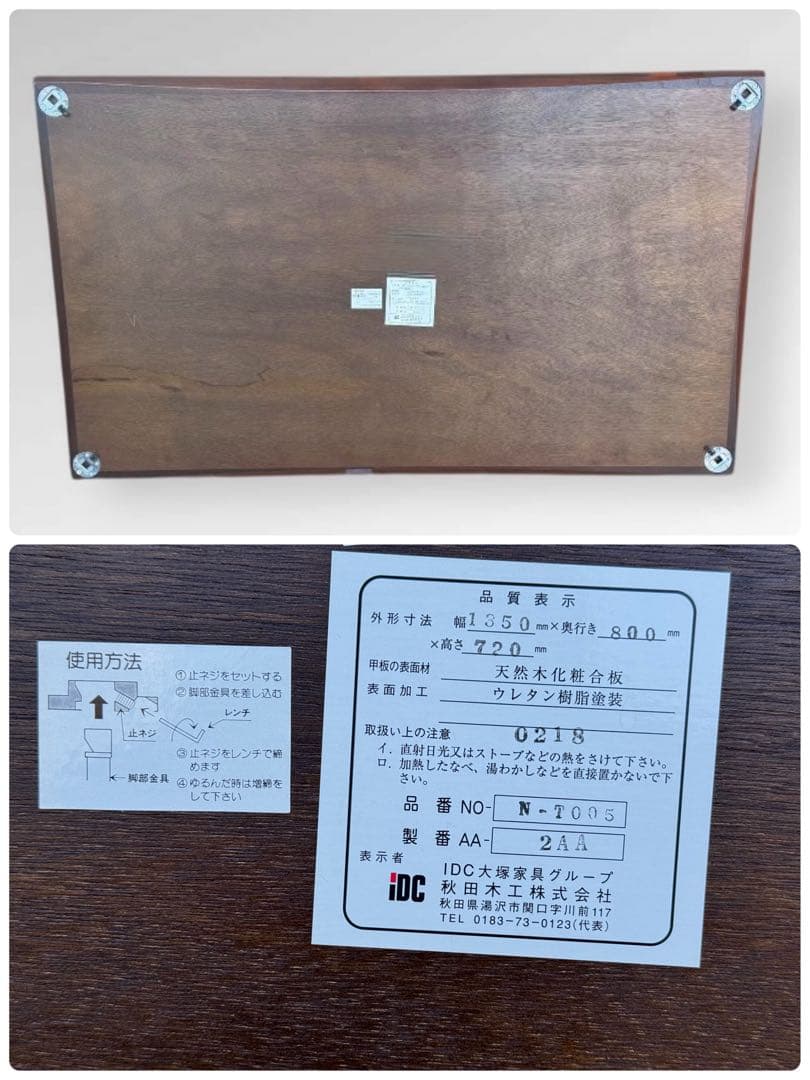 使用方法
①止ネジをセットする
②脚部金具を差し込む
レンチ
止ネジ
③止ネジをレンチで締
めます
脚部金具
④ゆるんだ時は増締を
して下さい
品質表示
外形寸法 幅1350mm×奥行き800mm
×高さ720mm
甲板の表面材 天然木化粧合板
表面加工 ウレタン樹脂塗装
取扱い上の注意 0218
イ．直射日光又はストーブなどの熱をさけて下さい。
ロ．加熱したなべ、湯わかしなどを直接置かないで下
さい。
品番 NO- N-T005
製番 AA- 2AA
表示者
iDC
IDC大塚家具グループ
秋田木工株式会社
秋田県湯沢市関口字川前117
TEL 0183-73-0123(代表)